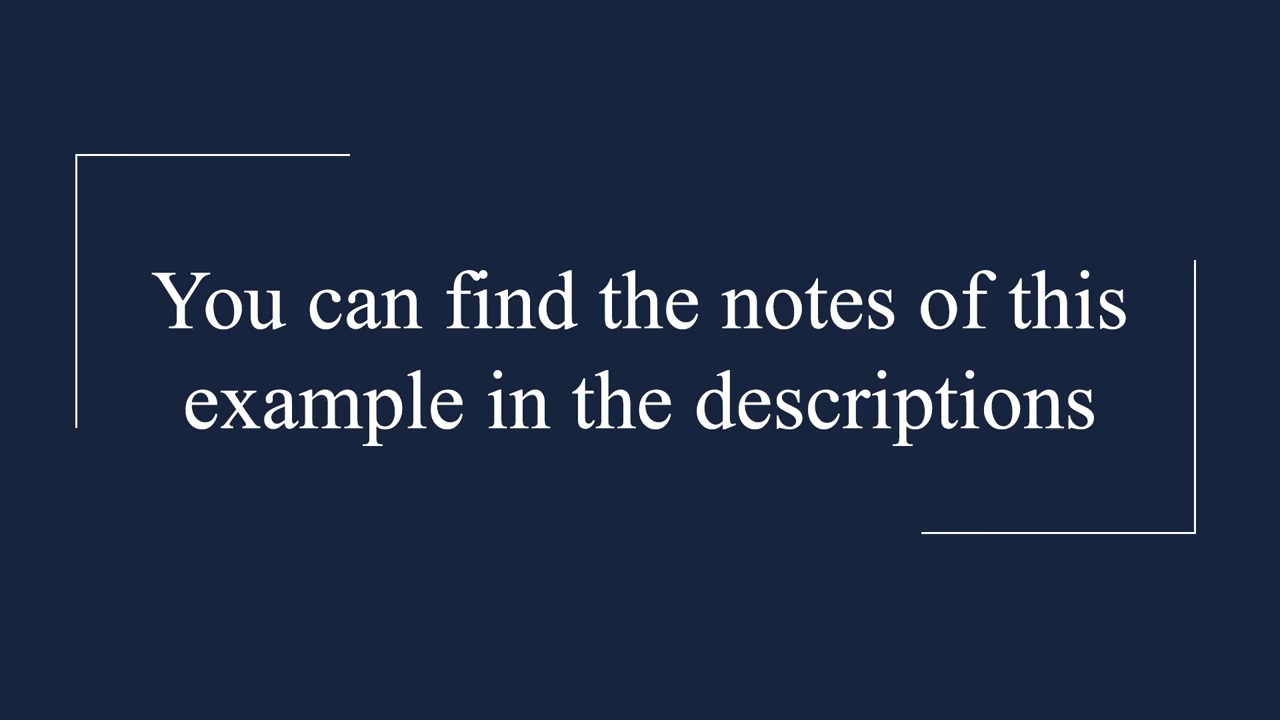 You can find the notes of this
example in the descriptions